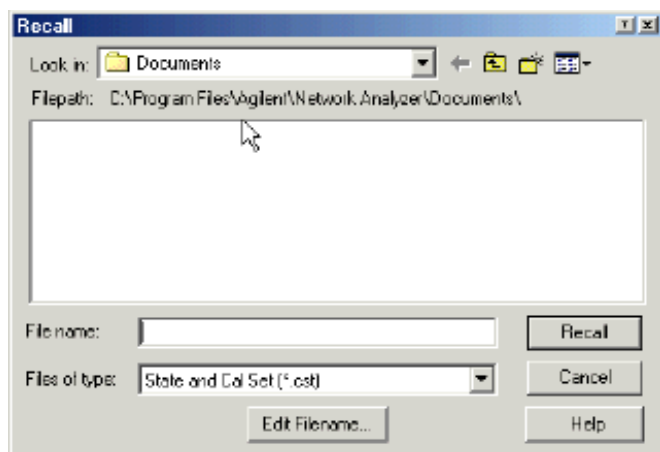 Recall
Look in: Documents
Filepath: C:\Program Files\Agilent\Network Analyzer\Documents\
File name: Recall
Files of type: State and Cal Set (*.cst) Cancel
Edit Filename... Help